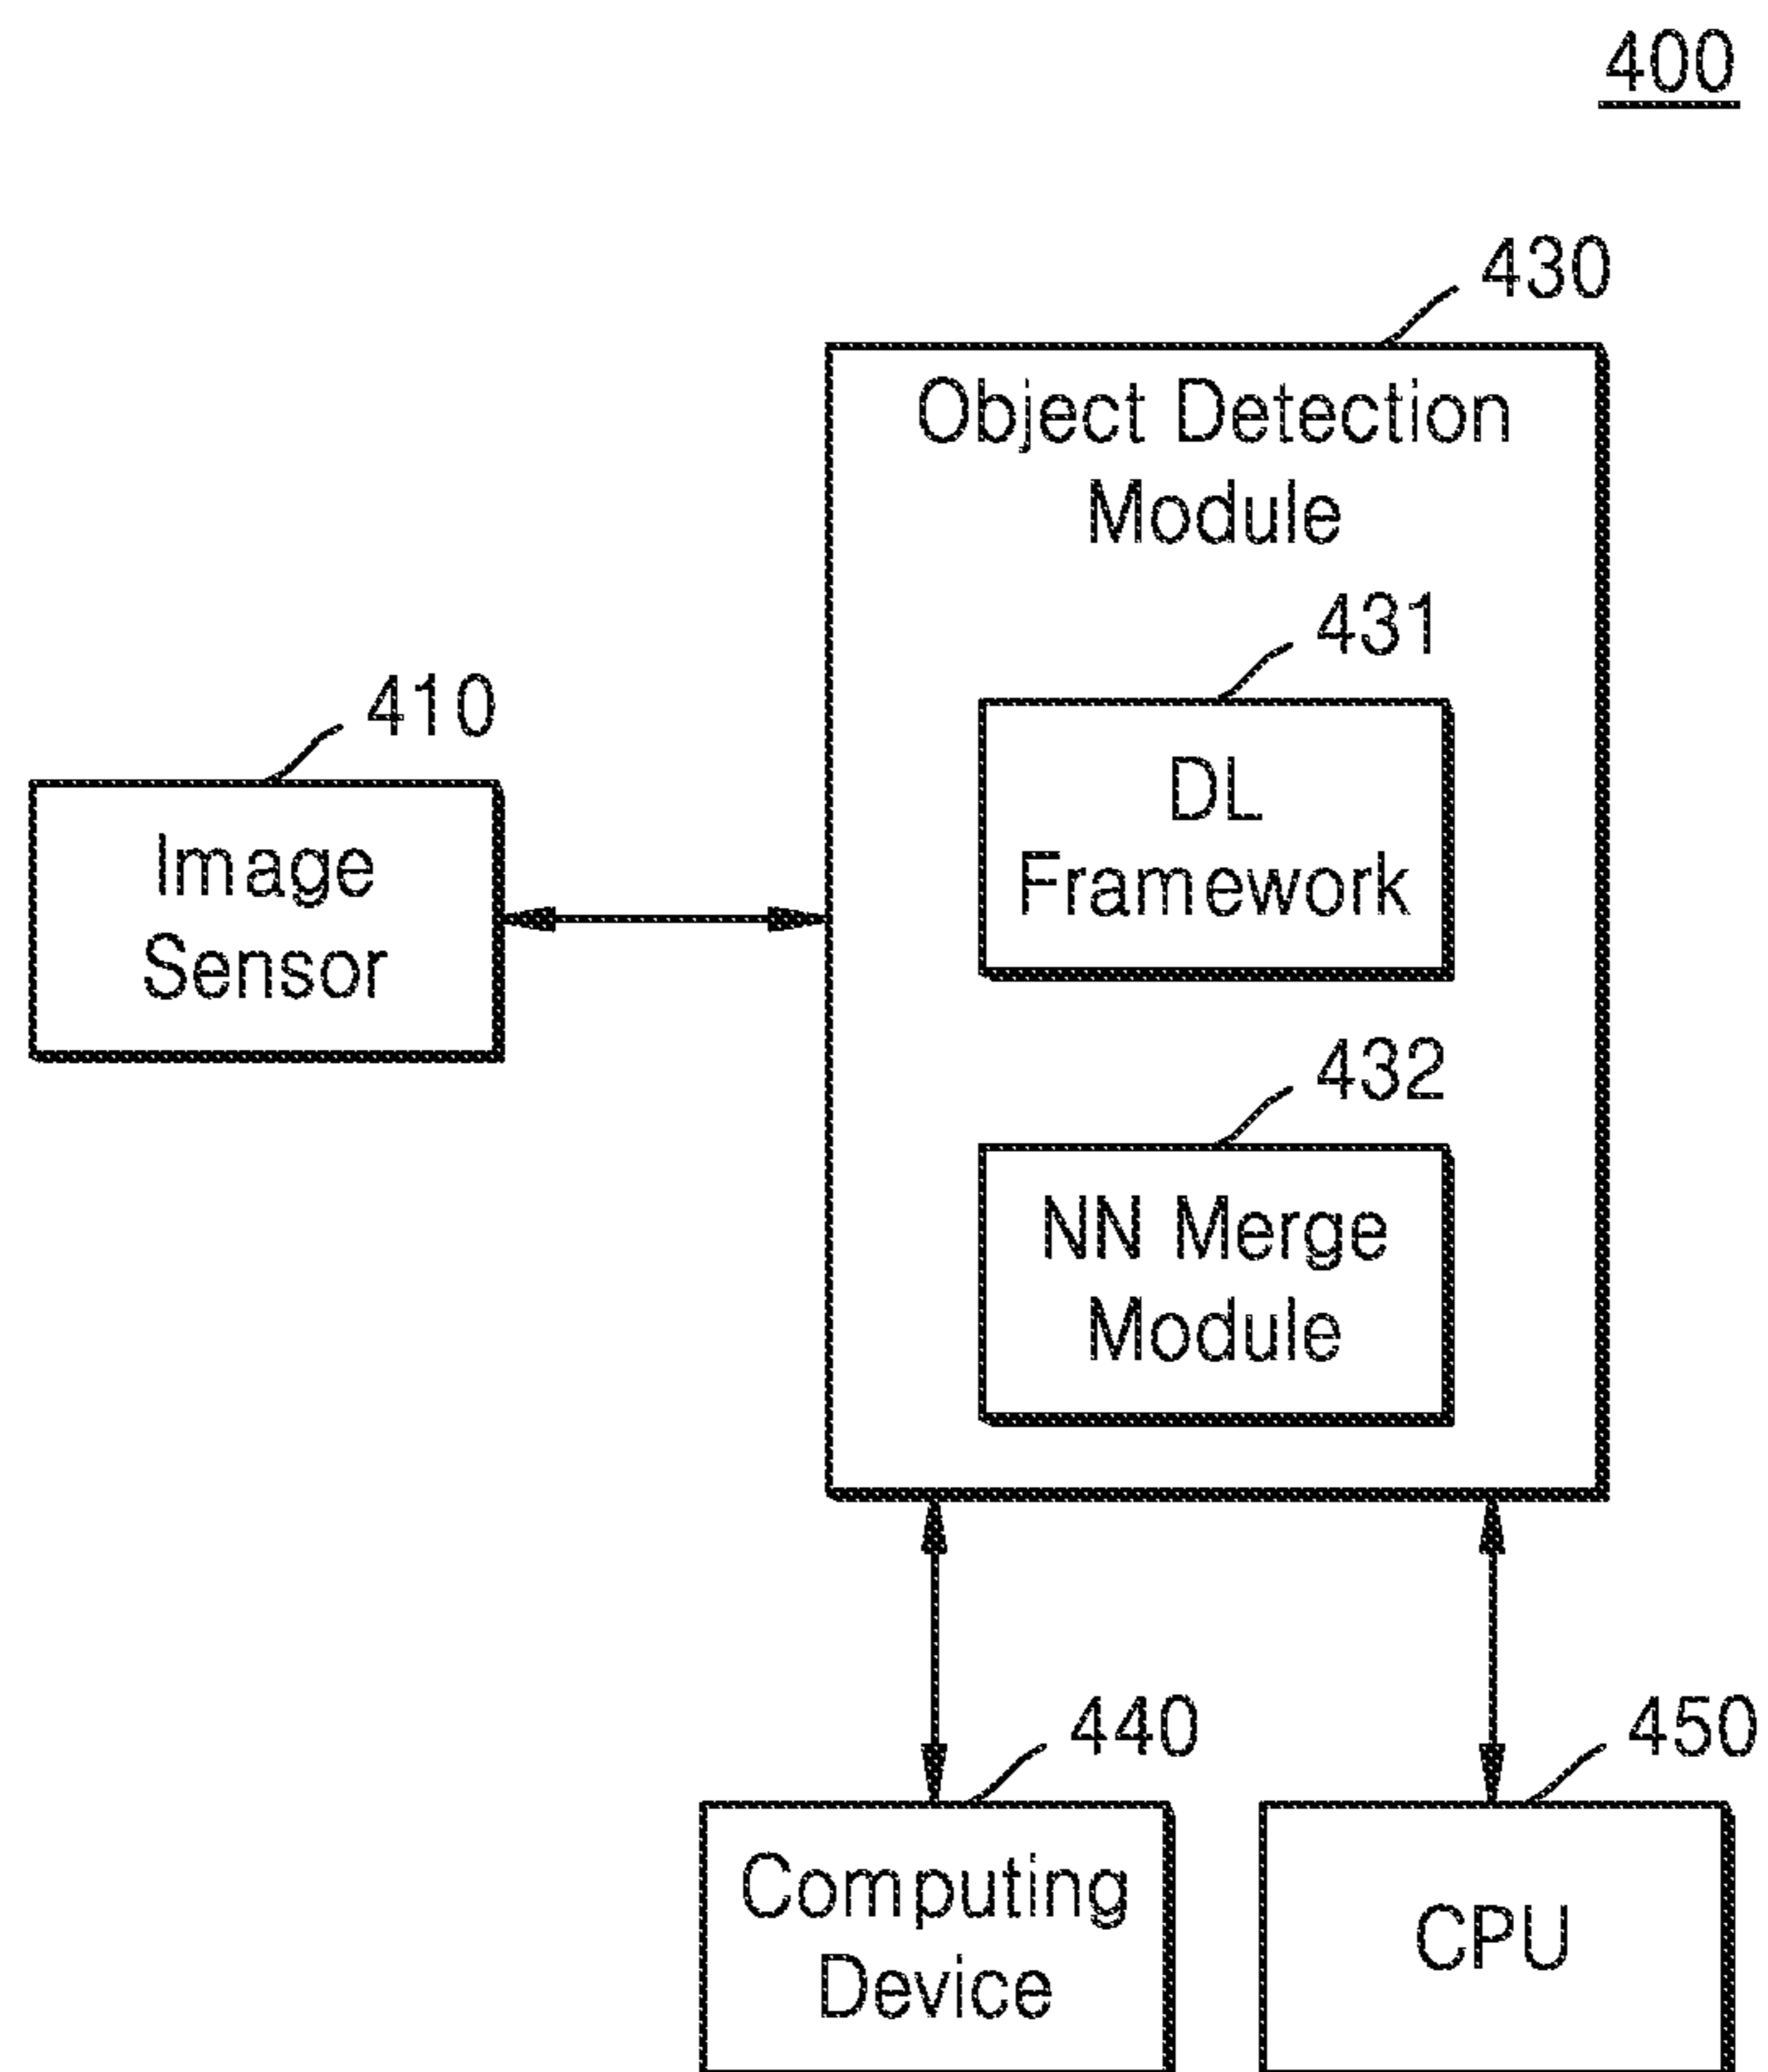 400
430
Object Detection
Module
431
DL
Framework
410
Image
Sensor
432
NN Merge
Module
440
Computing
Device
450
CPU